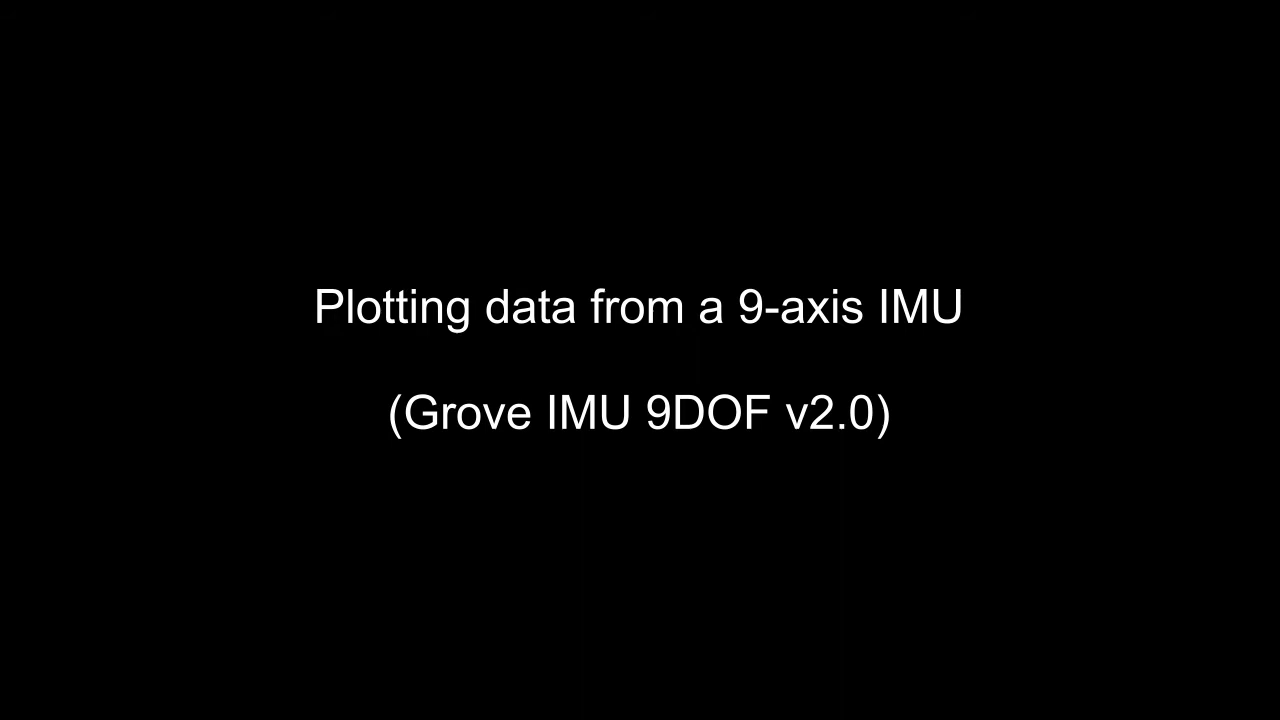 Plotting data from a 9-axis IMU
(Grove IMU 9DOF v2.0)